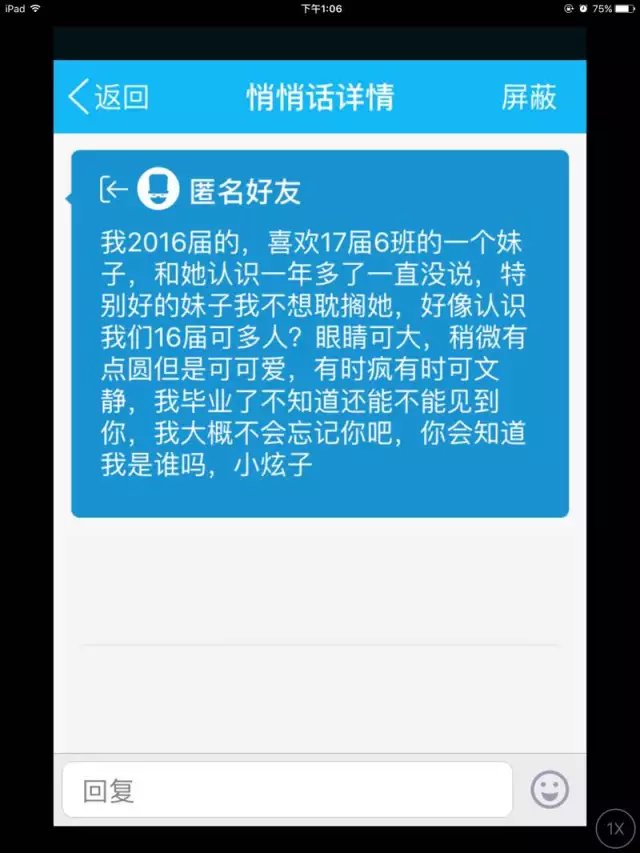 iPad 下午1:06 75%
返回 悄悄话详情 屏蔽
匿名好友
我2016届的，喜欢17届6班的一个妹
子，和她认识一年多了一直没说，特
别好的妹子我不想耽搁她，好像认识
我们16届可多人？眼睛可大，稍微有
点圆但是可可爱，有时疯有时可文
静，我毕业了不知道还能不能见到
你，我大概不会忘记你吧，你会知道
我是谁吗，小炫子
回复
1X